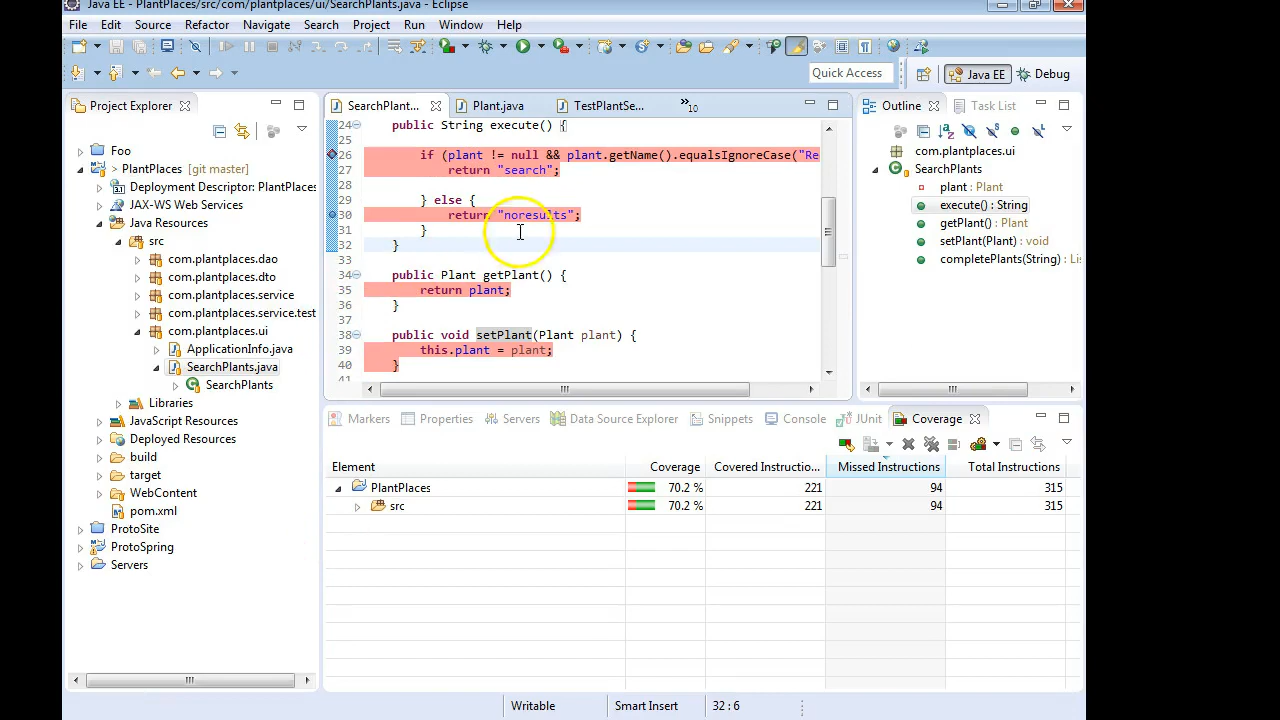 Java EE - PlantPlaces/src/com/plantplaces/ui/SearchPlants.java - Eclipse
File Edit Source Refactor Navigate Search Project Run Window Help
Quick Access
Java EE
Debug
Project Explorer
Foo
> PlantPlaces [git master]
Deployment Descriptor: PlantPlaces
JAX-WS Web Services
Java Resources
src
com.plantplaces.dao
com.plantplaces.dto
com.plantplaces.service
com.plantplaces.service.test
com.plantplaces.ui
ApplicationInfo.java
SearchPlants.java
SearchPlants
Libraries
JavaScript Resources
Deployed Resources
build
target
WebContent
pom.xml
ProtoSite
ProtoSpring
Servers
SearchPlant... Plant.java TestPlantSe... »10
24 public String execute() {
25
26 if (plant != null && plant.getName().equalsIgnoreCase("Re
27 return "search";
28
29 } else {
30 return "noresults";
31 }
32 }
33
34 public Plant getPlant() {
35 return plant;
36 }
37
38 public void setPlant(Plant plant) {
39 this.plant = plant;
40 }
41
Outline Task List
com.plantplaces.ui
SearchPlants
plant : Plant
execute() : String
getPlant() : Plant
setPlant(Plant) : void
completePlants(String) : Lis
Markers Properties Servers Data Source Explorer Snippets Console JUnit Coverage
Element Coverage Covered Instructio... Missed Instructions Total Instructions
PlantPlaces 70.2 % 221 94 315
src 70.2 % 221 94 315
Writable Smart Insert 32 : 6